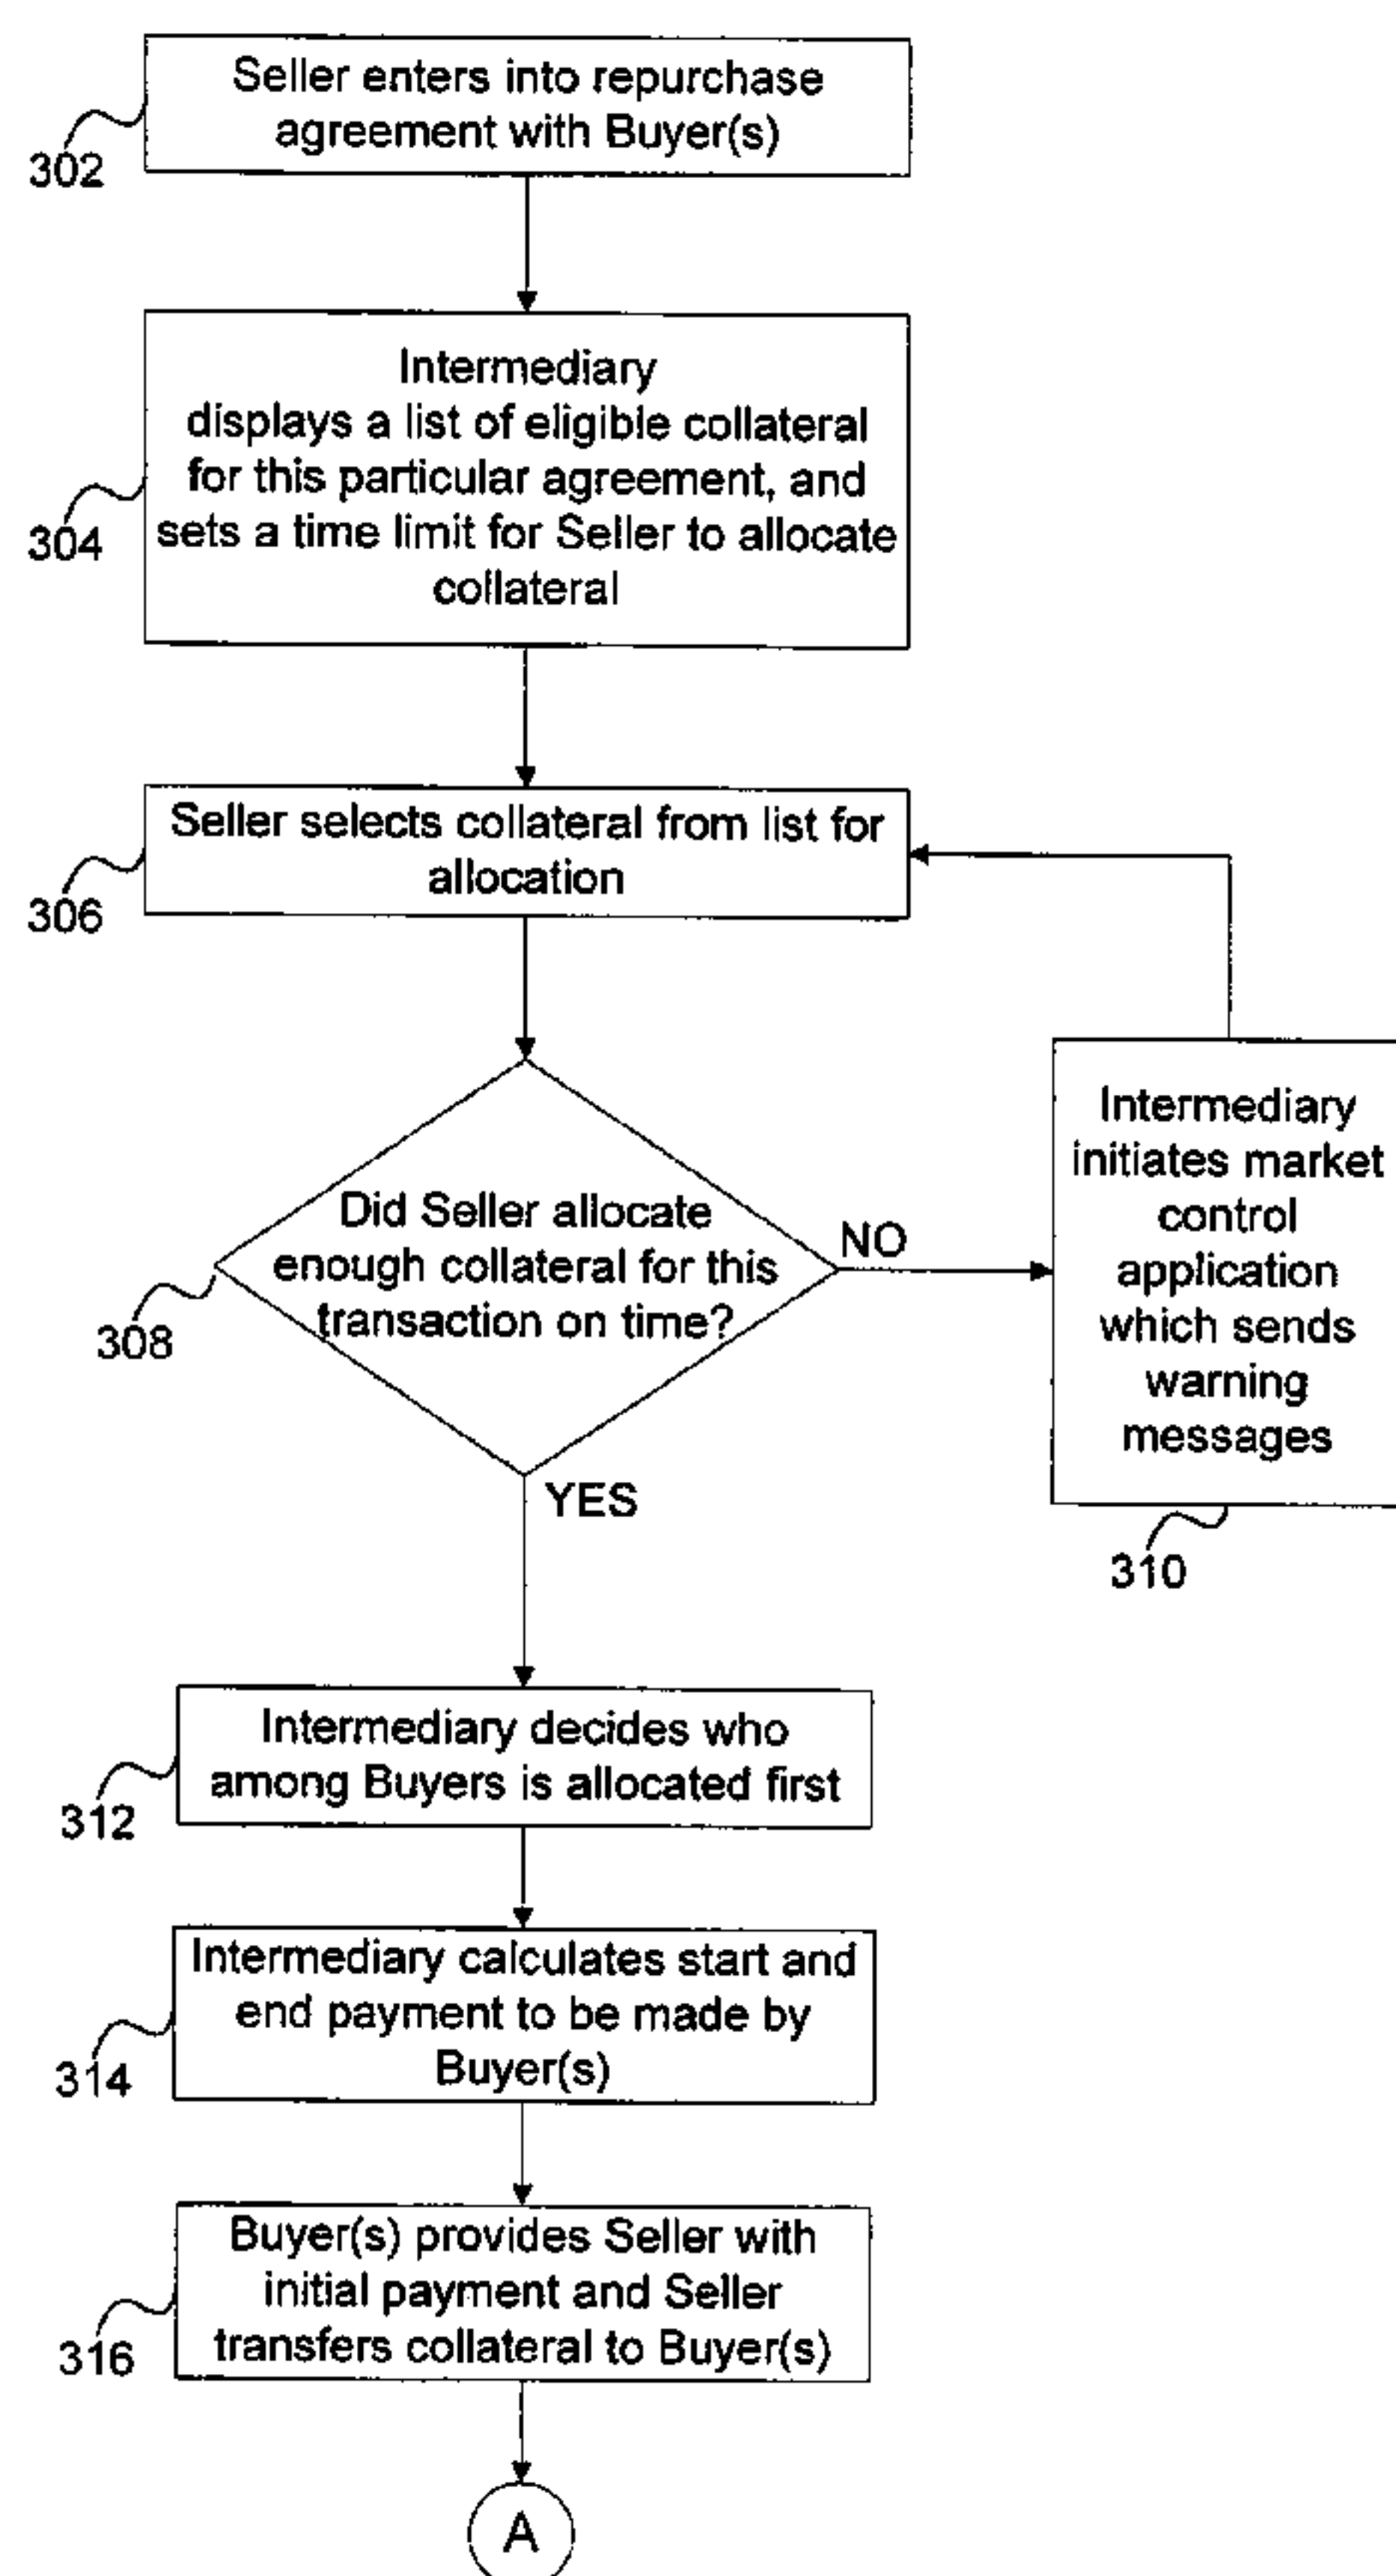 Seller enters into repurchase
agreement with Buyer(s)
302
Intermediary
displays a list of eligible collateral
for this particular agreement, and
sets a time limit for Seller to allocate
collateral
304
Seller selects collateral from list for
allocation
306
Did Seller allocate
enough collateral for this
transaction on time?
308
NO
Intermediary
initiates market
control
application
which sends
warning
messages
310
YES
Intermediary decides who
among Buyers is allocated first
312
Intermediary calculates start and
end payment to be made by
Buyer(s)
314
Buyer(s) provides Seller with
initial payment and Seller
transfers collateral to Buyer(s)
316
A